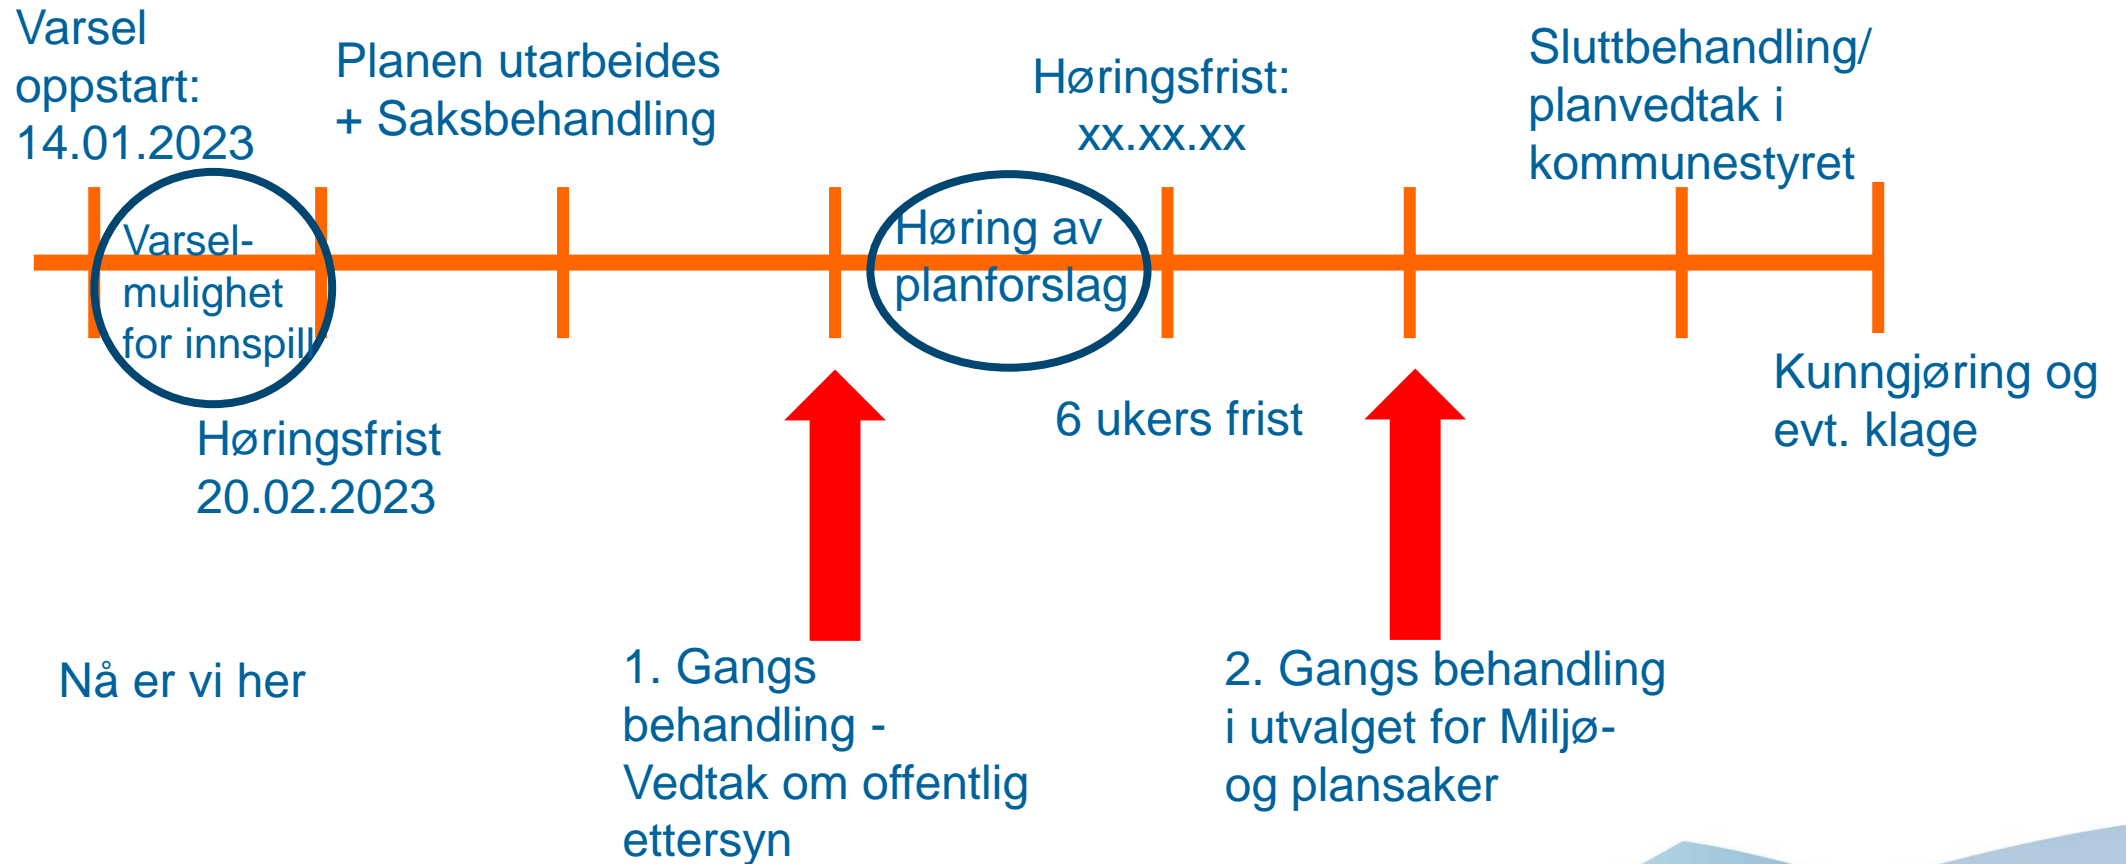 Varsel
oppstart:
14.01.2023
Planen utarbeides
+ Saksbehandling
Høringsfrist:
xx.xx.xx
Sluttbehandling/
planvedtak i
kommunestyret
Varsel-
mulighet
for innspill
Høring av
planforslag
Høringsfrist
20.02.2023
6 ukers frist
Kunngjøring og
evt. klage
Nå er vi her
1. Gangs
behandling -
Vedtak om offentlig
ettersyn
2. Gangs behandling
i utvalget for Miljø-
og plansaker